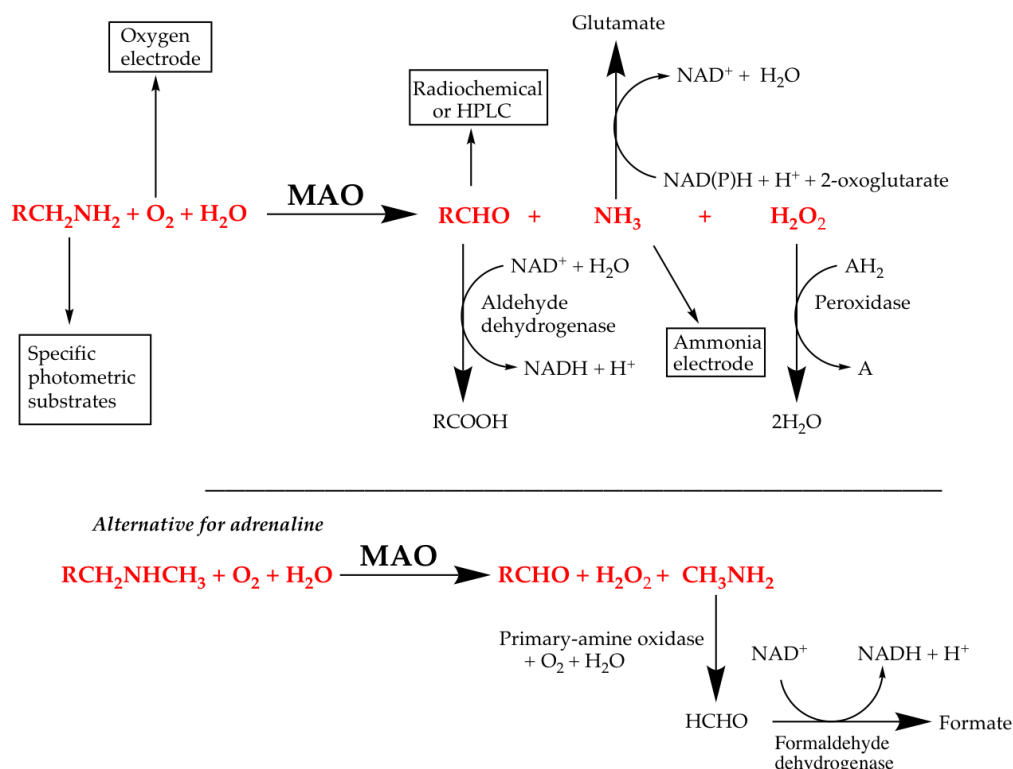 Glutamate
Oxygen
electrode
NAD⁺ + H₂O
Radiochemical
or HPLC
NAD(P)H + H⁺ + 2-oxoglutarate
RCH₂NH₂ + O₂ + H₂O
MAO
RCHO + NH₃ + H₂O₂
NAD⁺ + H₂O
AH₂
Aldehyde
dehydrogenase
Peroxidase
Specific
photometric
substrates
Ammonia
electrode
NADH + H⁺
A
RCOOH
2H₂O
Alternative for adrenaline
RCH₂NHCH₃ + O₂ + H₂O
MAO
RCHO + H₂O₂ + CH₃NH₂
Primary-amine oxidase
+ O₂ + H₂O
NAD⁺
NADH + H⁺
HCHO
Formate
Formaldehyde
dehydrogenase